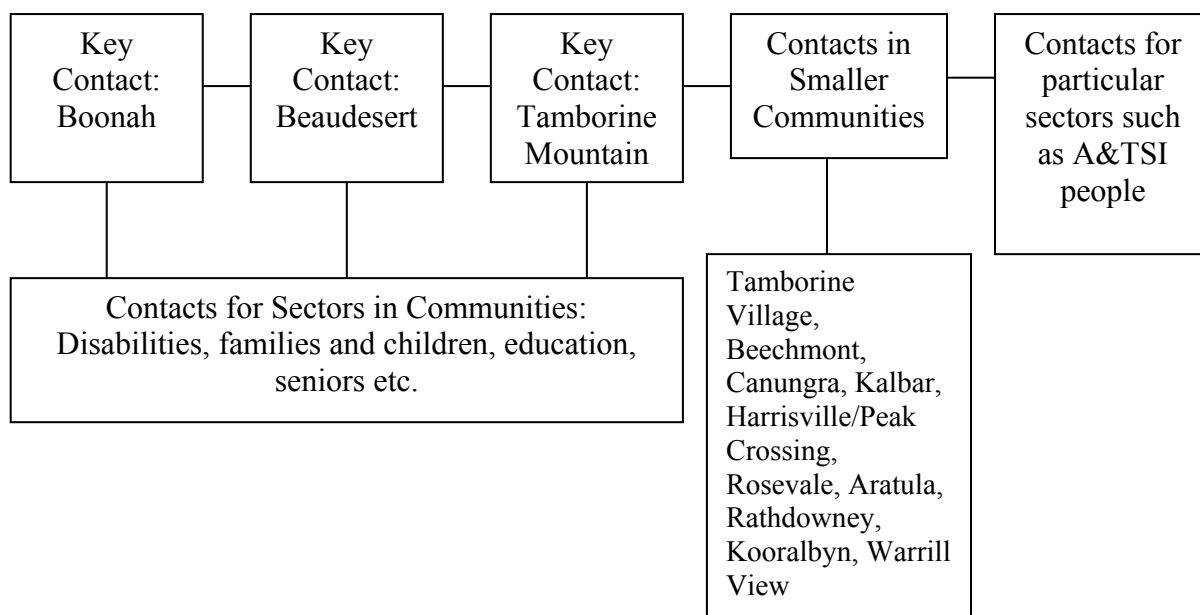 Key
Contact:
Boonah
Key
Contact:
Beaudesert
Key
Contact:
Tamborine
Mountain
Contacts in
Smaller
Communities
Contacts for
particular
sectors such
as A&TSI
people
Contacts for Sectors in Communities:
Disabilities, families and children, education,
seniors etc.
Tamborine
Village,
Beechmont,
Canungra, Kalbar,
Harrisville/Peak
Crossing,
Rosevale, Aratula,
Rathdowney,
Kooralbyn, Warrill
View